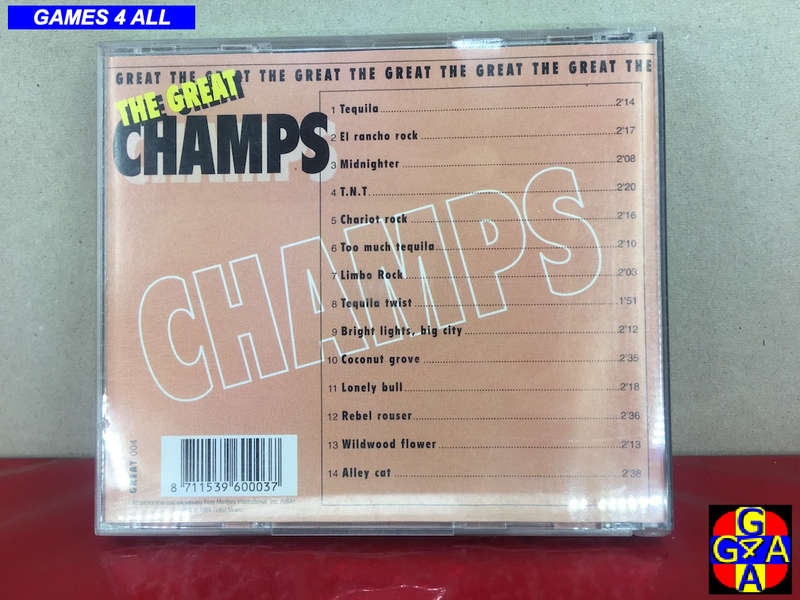 GAMES 4 ALL
GREAT THE GREAT THE GREAT THE GREAT THE GREAT THE GREAT THE
THE GREAT
CHAMPS
1 Tequila 2'14
2 El rancho rock 2'17
3 Midnighter 2'08
4 T.N.T. 2'20
5 Chariot rock 2'16
6 Too much tequila 2'10
7 Limbo Rock 2'03
8 Tequila twist 1'51
9 Bright lights, big city 2'12
10 Coconut grove 2'35
11 Lonely bull 2'18
12 Rebel rouser 2'36
13 Wildwood flower 2'13
14 Alley cat 2'38
CHAMPS
GREAT 004
8 711539 600037
G
G4A
A